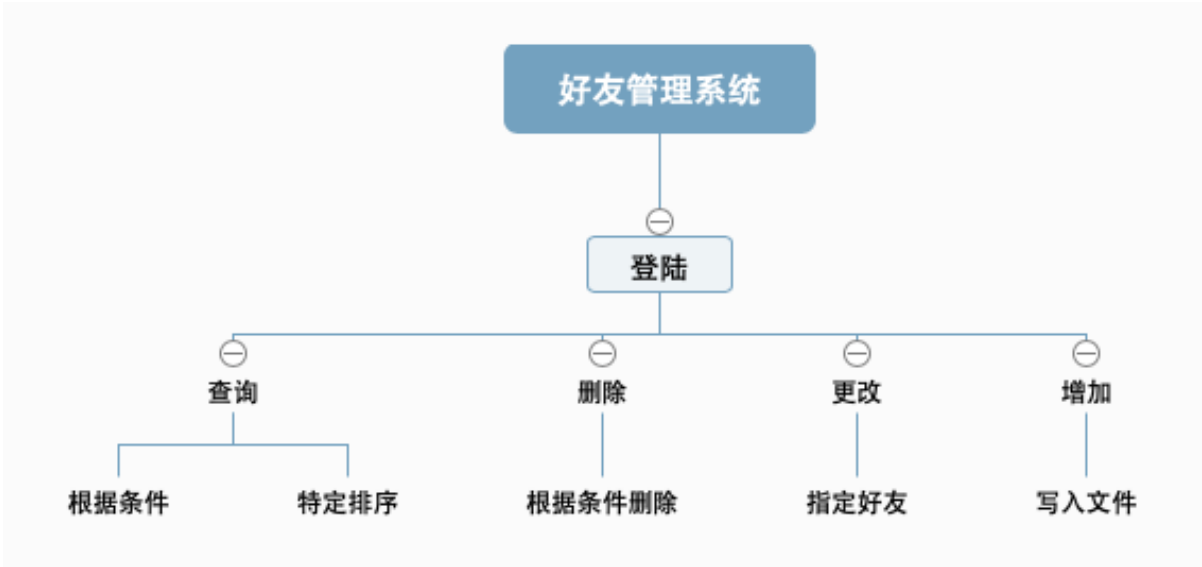 好友管理系统
登陆
查询 删除 更改 增加
根据条件 特定排序 根据条件删除 指定好友 写入文件